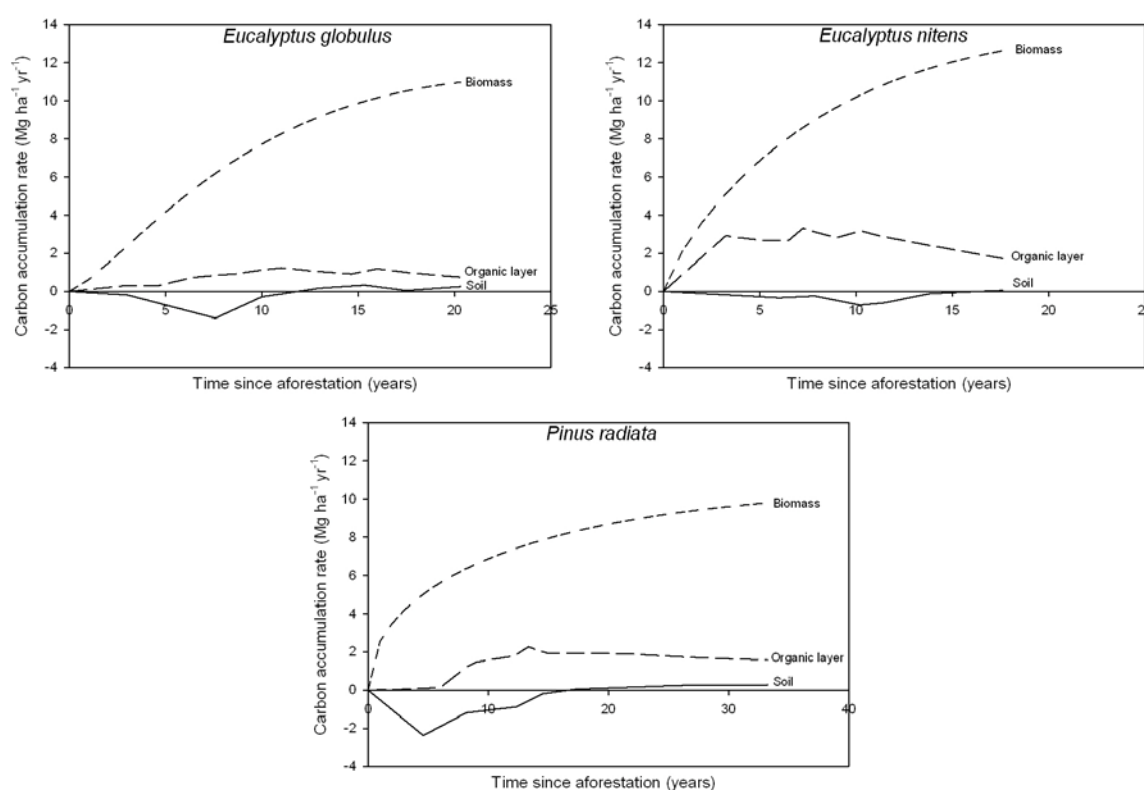 Eucalyptus globulus
14
12
10
8
6
4
2
0
-2
-4
Carbon accumulation rate (Mg ha⁻¹ yr⁻¹)
Biomass
Organic layer
Soil
0 5 10 15 20 25
Time since aforestation (years)
Eucalyptus nitens
14
12
10
8
6
4
2
0
-2
-4
Carbon accumulation rate (Mg ha⁻¹ yr⁻¹)
Biomass
Organic layer
Soil
0 5 10 15 20
Time since aforestation (years)
Pinus radiata
14
12
10
8
6
4
2
0
-2
-4
Carbon accumulation rate (Mg ha⁻¹ yr⁻¹)
Biomass
Organic layer
Soil
0 10 20 30 40
Time since aforestation (years)